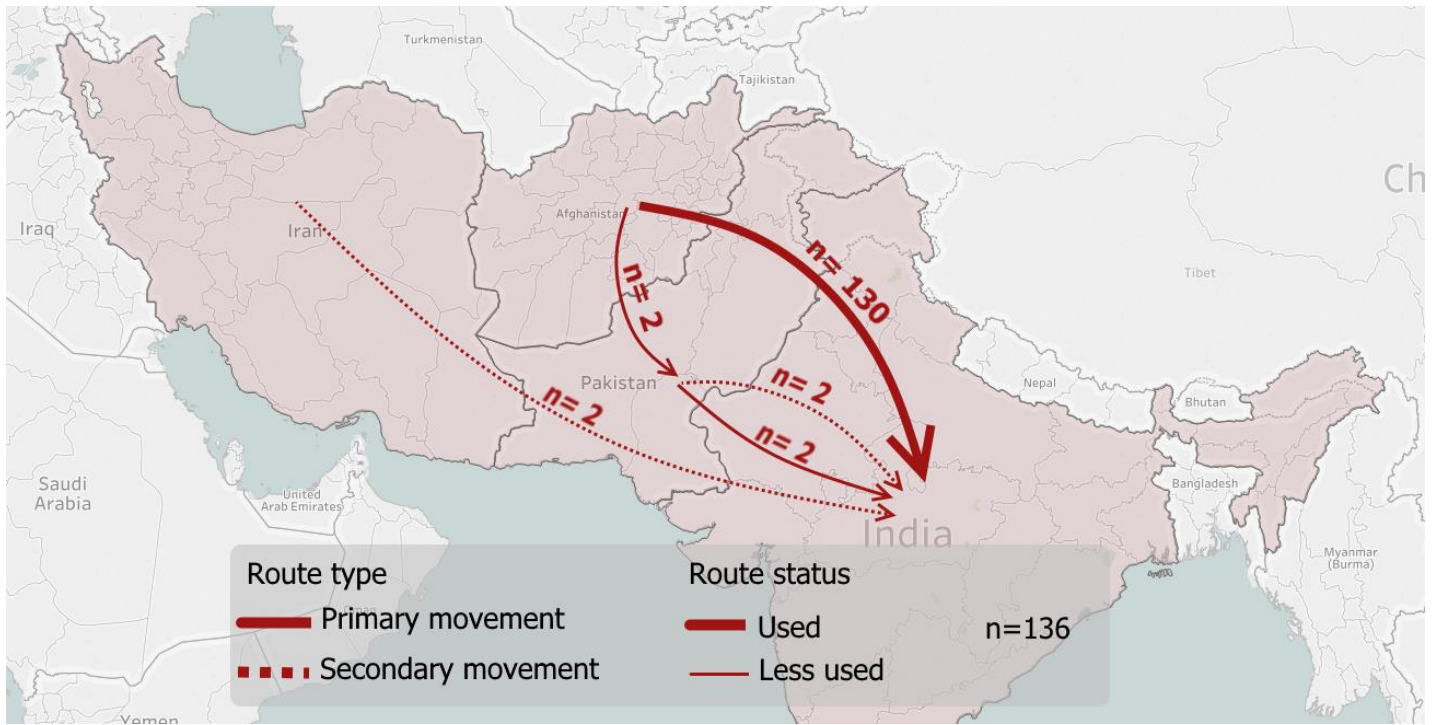 Turkmenistan
Tajikistan
Ch
Iraq
Iran
Afghanistan
n= 130
Tibet
n= 2
Pakistan
n= 2
n= 2
n= 2
Nepal
Bhutan
Saudi
Arabia
United
Arab Emirates
Bangladesh
India
Myanmar
(Burma)
Oman
Yemen
Route type
Primary movement
Secondary movement
Route status
Used
n=136
Less used